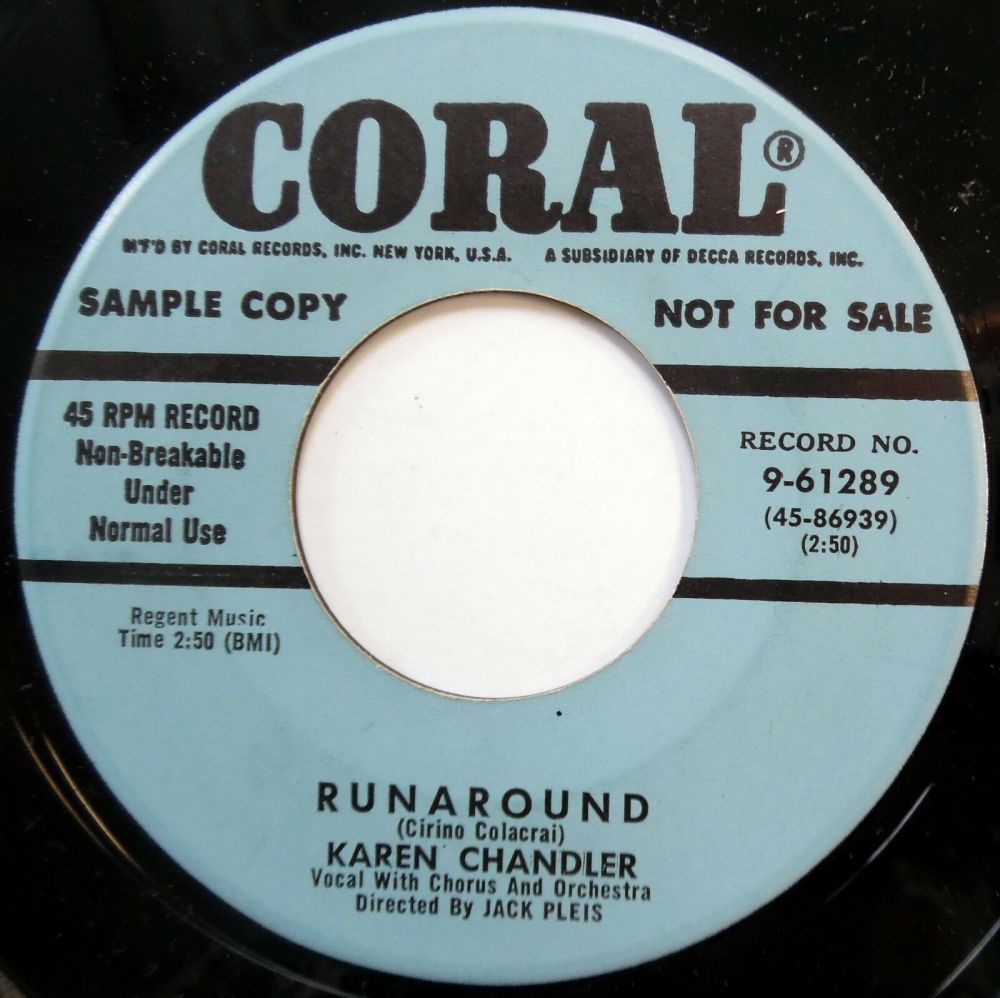 CORAL®
M'F'D BY CORAL RECORDS, INC. NEW YORK, U.S.A. A SUBSIDIARY OF DECCA RECORDS, INC.
SAMPLE COPY NOT FOR SALE
45 RPM RECORD
Non-Breakable
Under
Normal Use
RECORD NO.
9-61289
(45-86939)
(2:50)
Regent Music
Time 2:50 (BMI)
RUNAROUND
(Cirino Colacrai)
KAREN CHANDLER
Vocal With Chorus And Orchestra
Directed By JACK PLEIS